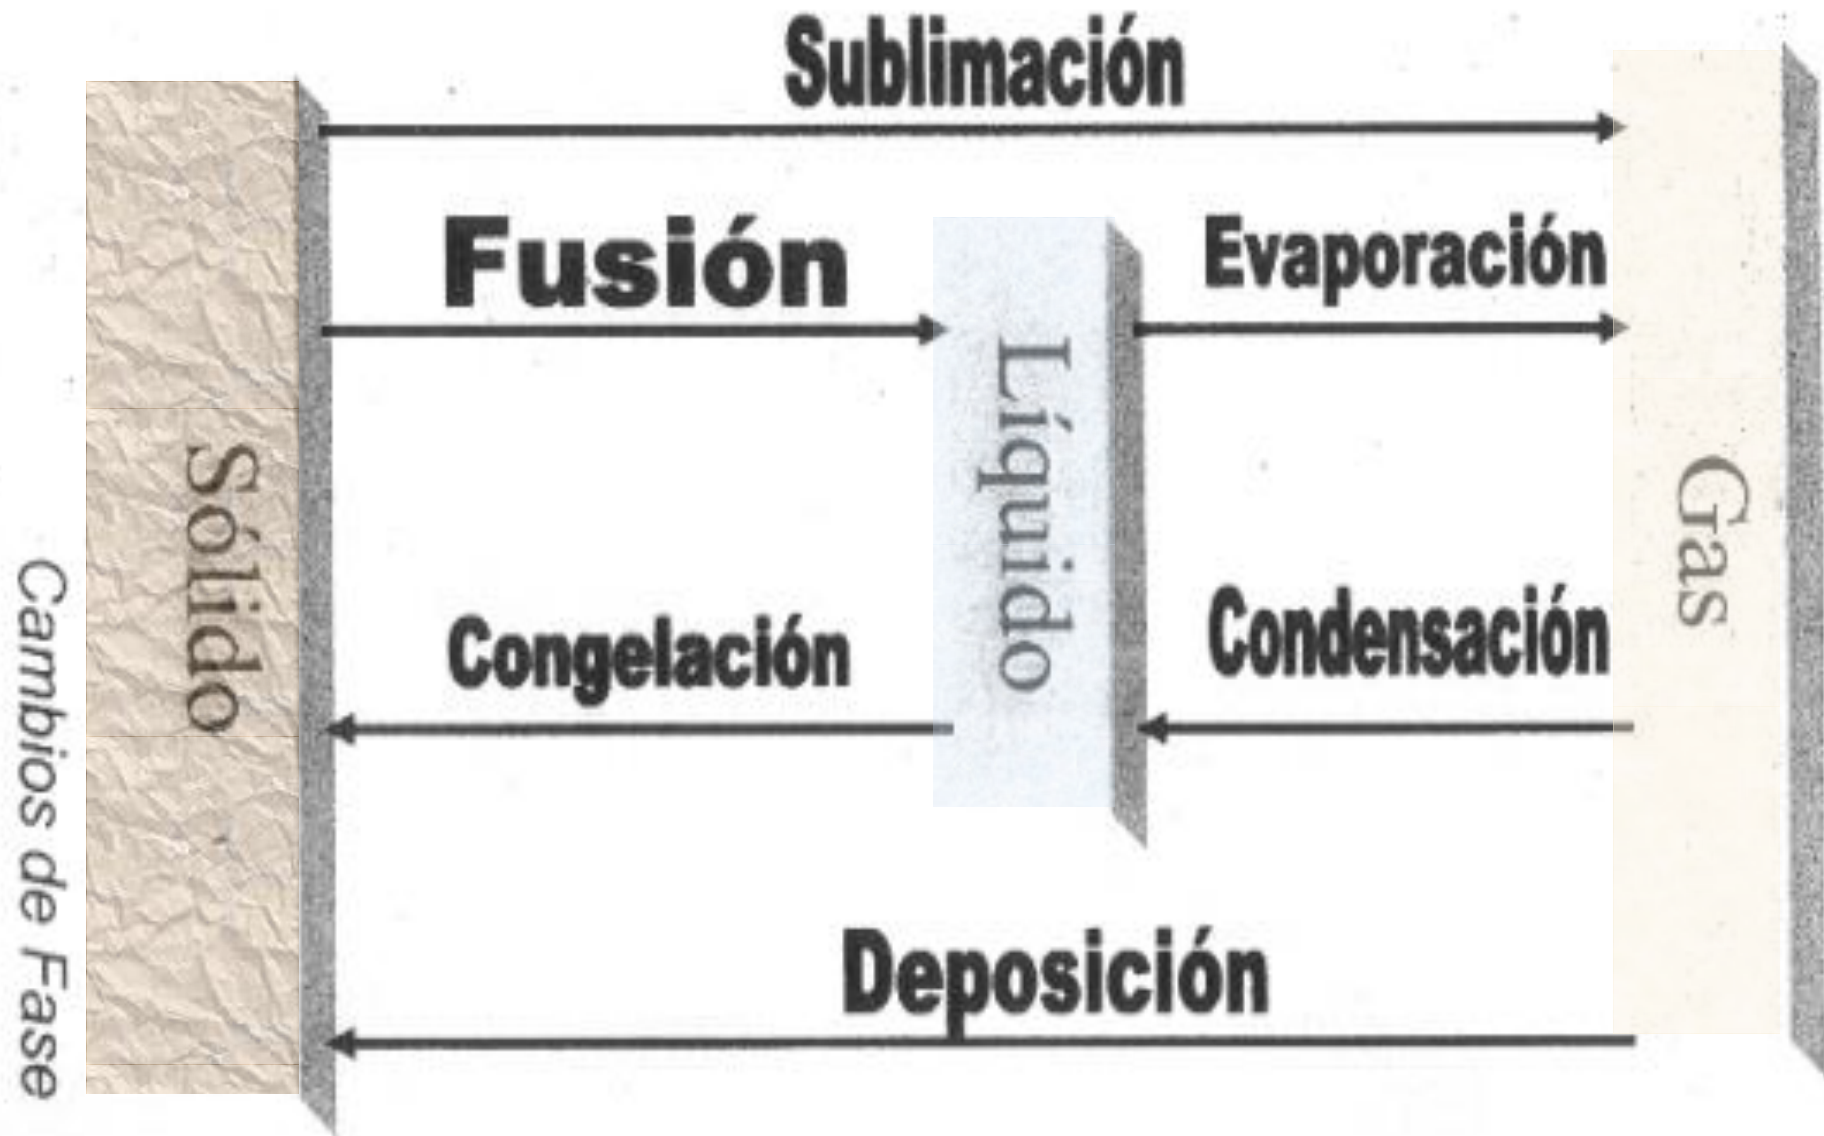 Sublimación
Fusión
Evaporación
Sólido
Líquido
Gas
Congelación
Condensación
Deposición
Cambios de Fase